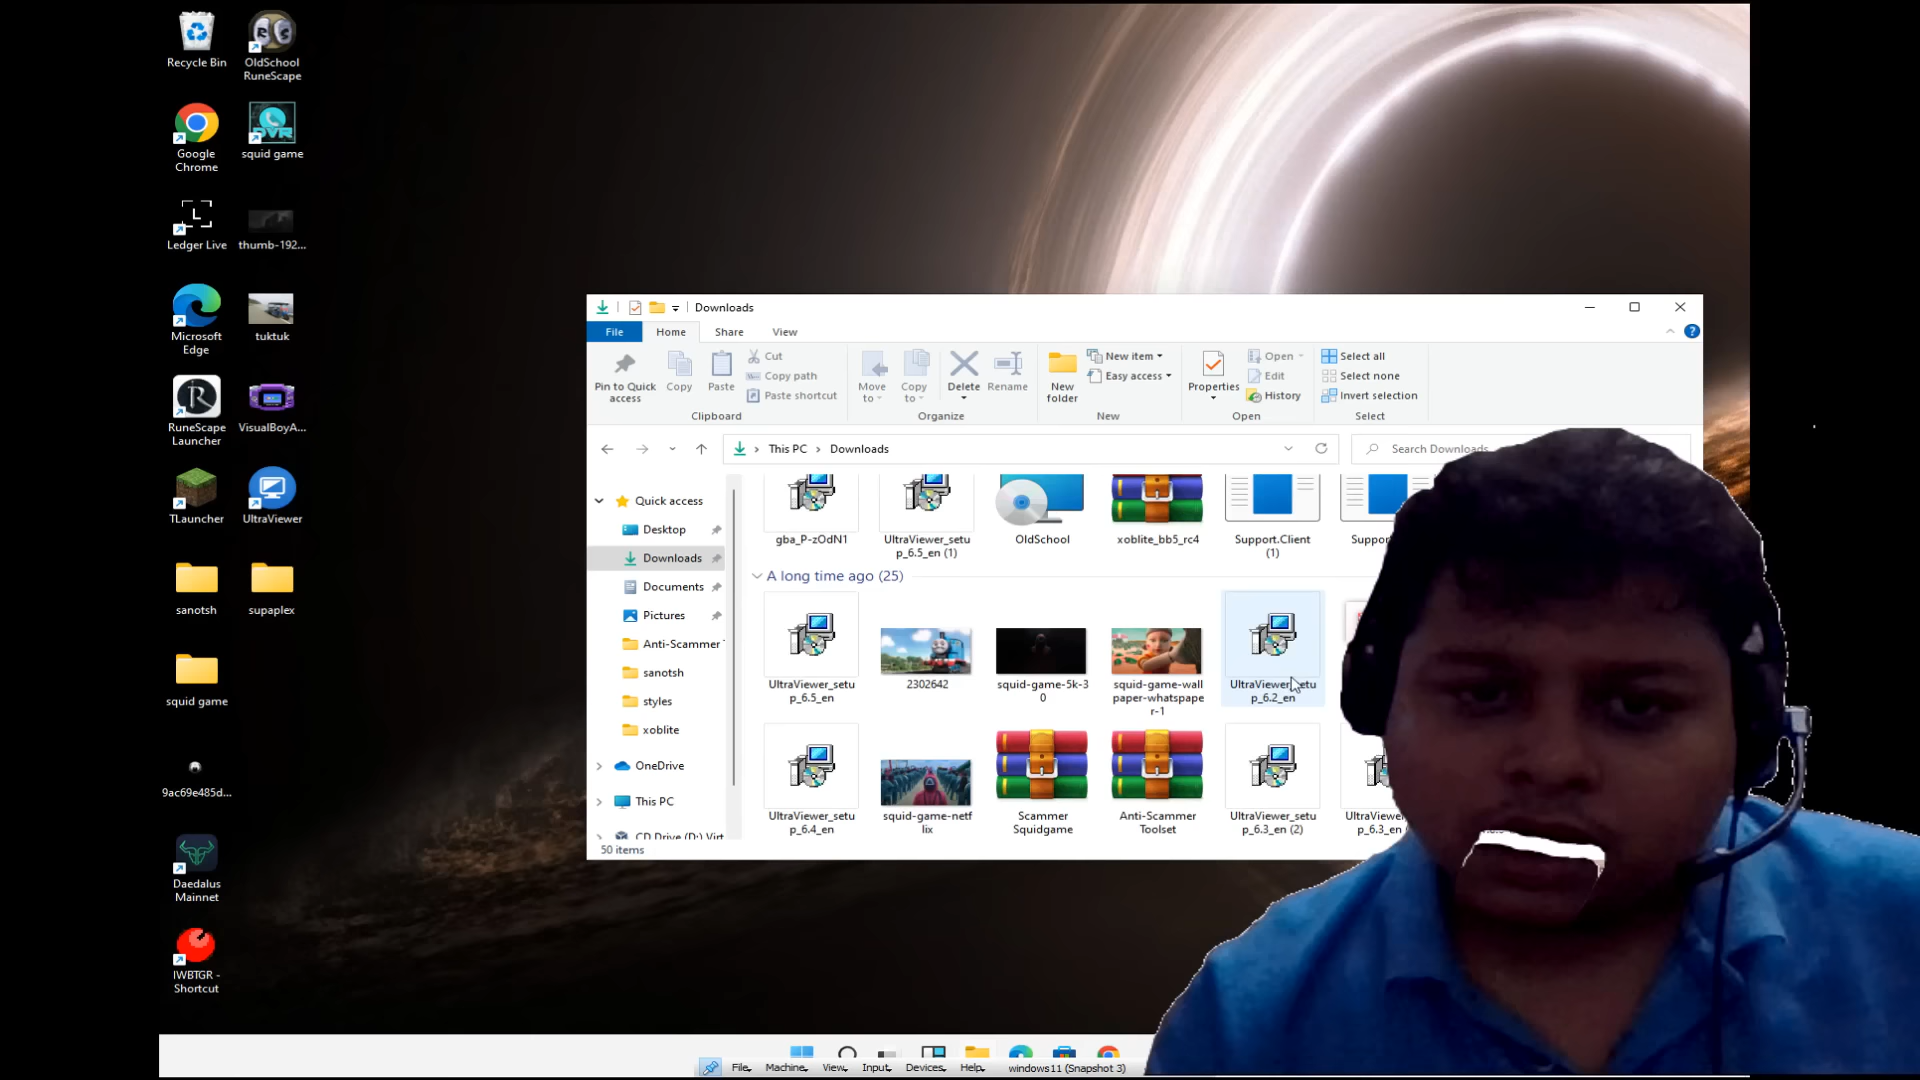 Recycle Bin
OldSchool
RuneScape
Google
Chrome
squid game
Ledger Live
thumb-192...
Microsoft
Edge
tuktuk
RuneScape
Launcher
VisualBoyA...
TLauncher
UltraViewer
sanotsh
supaplex
squid game
9ac69e485d...
Daedalus
Mainnet
IWBTGR -
Shortcut
Downloads
File
Home
Share
View
Pin to Quick
access
Copy
Paste
Cut
Copy path
Paste shortcut
Clipboard
Move
to
Copy
to
Delete
Rename
Organize
New
folder
New item
Easy access
New
Properties
Open
Edit
History
Open
Select all
Select none
Invert selection
Select
This PC > Downloads
Search Downloads
Quick access
Desktop
Downloads
Documents
Pictures
Anti-Scammer
sanotsh
styles
xoblite
OneDrive
This PC
CD Drive (D:) Virt
gba_P-zOdN1
UltraViewer_setu
p_6.5_en (1)
OldSchool
xoblite_bb5_rc4
Support.Client
(1)
A long time ago (25)
UltraViewer_setu
p_6.5_en
2302642
squid-game-5k-3
0
squid-game-wall
paper-whatspape
r-1
UltraViewer_setu
p_6.2_en
UltraViewer_setu
p_6.4_en
squid-game-netf
lix
Scammer
Squidgame
Anti-Scammer
Toolset
UltraViewer_setu
p_6.3_en (2)
50 items
File
Machine
View
Input
Devices
Help
windows11 (Snapshot 3)